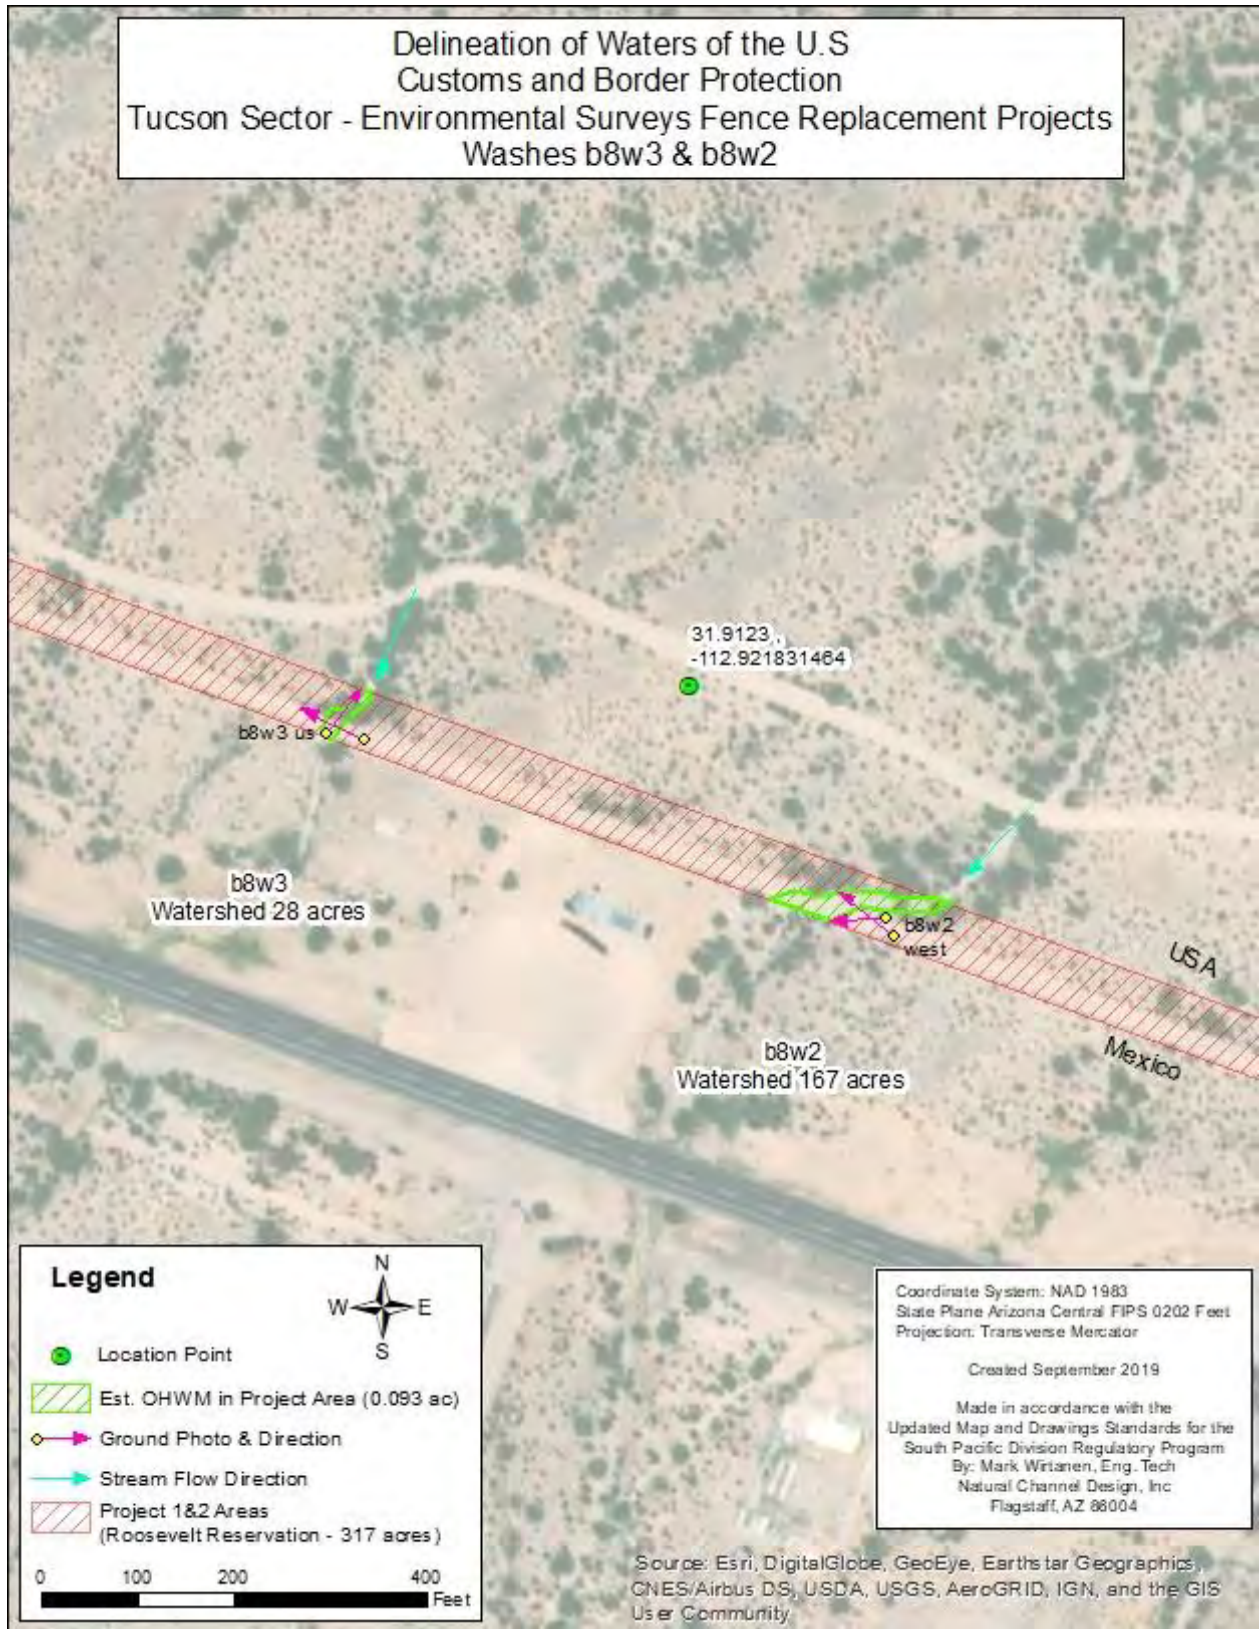 Delineation of Waters of the U.S
Customs and Border Protection
Tucson Sector - Environmental Surveys Fence Replacement Projects
Washes b8w3 & b8w2
31.9123 ,
-112.921831464
b8w3 us
b8w3
Watershed 28 acres
b8w2
west
USA
Mexico
b8w2
Watershed 167 acres
Legend
N
W
E
S
Location Point
Est. OHWM in Project Area (0.093 ac)
Ground Photo & Direction
Stream Flow Direction
Project 1&2 Areas
(Roosevelt Reservation - 317 acres)
0 100 200 400
Feet
Coordinate System: NAD 1983
State Plane Arizona Central FIPS 0202 Feet
Projection: Transverse Mercator
Created September 2019
Made in accordance with the
Updated Map and Drawings Standards for the
South Pacific Division Regulatory Program
By: Mark Wirtanen, Eng. Tech
Natural Channel Design, Inc
Flagstaff, AZ 86004
Source: Esri, DigitalGlobe, GeoEye, Earthstar Geographics,
CNES/Airbus DS, USDA, USGS, AeroGRID, IGN, and the GIS
User Community